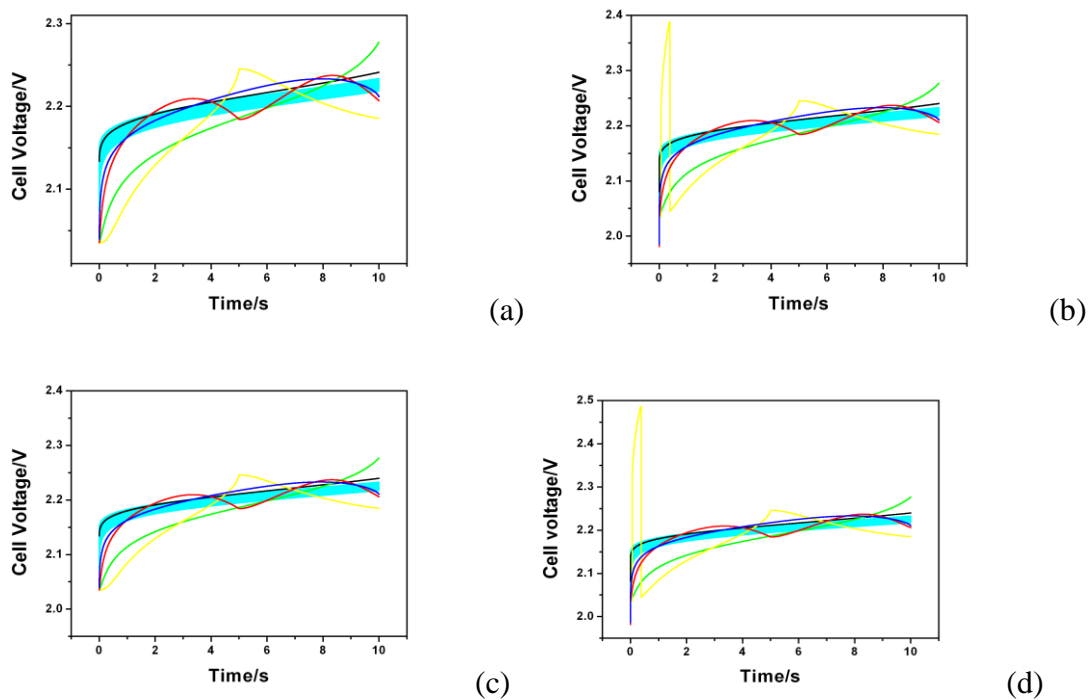 Cell Voltage/V
2.3
2.2
2.1
0 2 4 6 8 10
Time/s
(a)
Cell Voltage/V
2.4
2.3
2.2
2.1
2.0
0 2 4 6 8 10
Time/s
(b)
Cell Voltage/V
2.4
2.3
2.2
2.1
2.0
0 2 4 6 8 10
Time/s
(c)
Cell voltage/V
2.5
2.4
2.3
2.2
2.1
2.0
0 2 4 6 8 10
Time/s
(d)